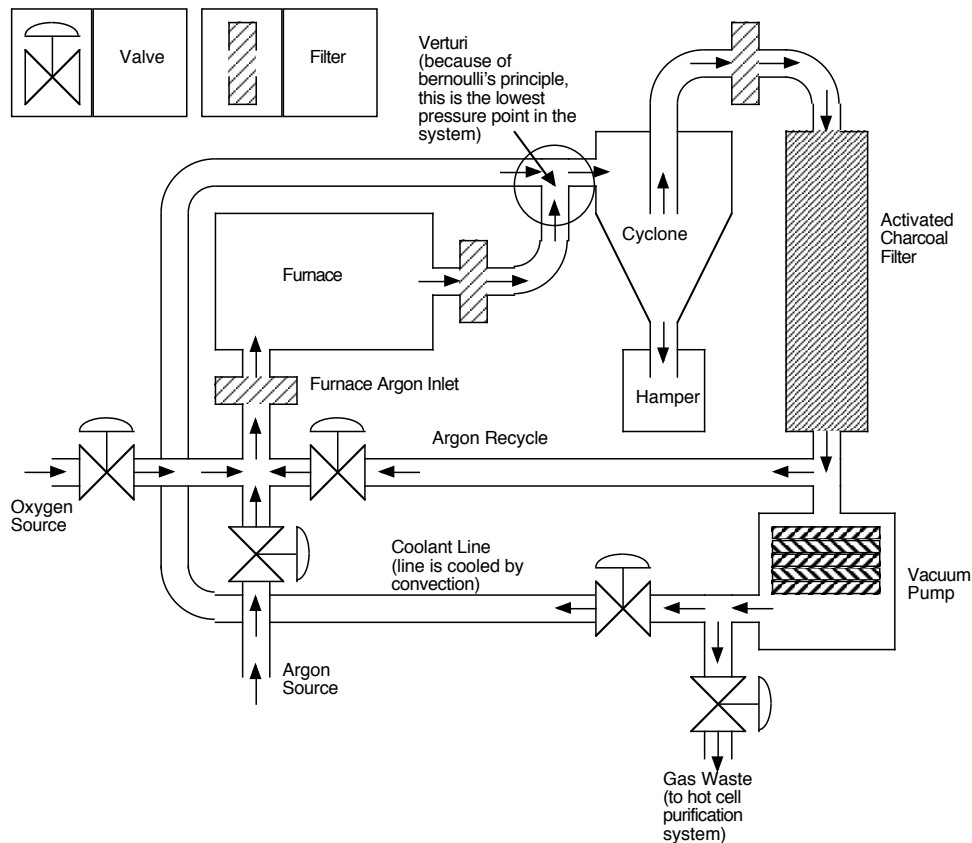 Valve
Filter
Verturi
(because of
bernoulli's principle,
this is the lowest
pressure point in the
system)
Cyclone
Activated
Charcoal
Filter
Furnace
Furnace Argon Inlet
Hamper
Argon Recycle
Oxygen
Source
Coolant Line
(line is cooled by
convection)
Vacuum
Pump
Argon
Source
Gas Waste
(to hot cell
purification
system)